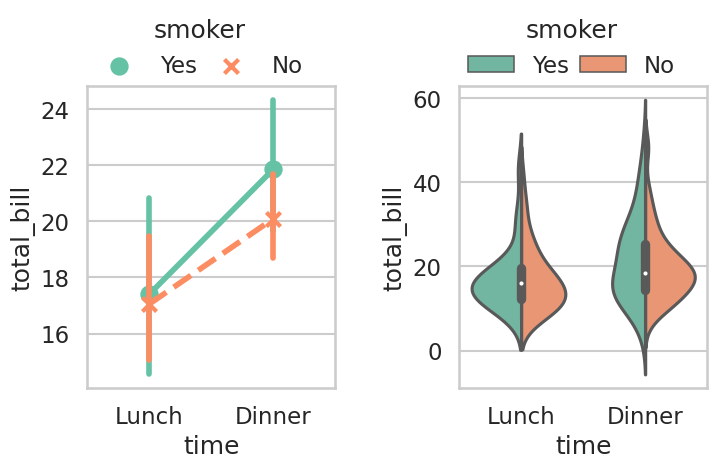 smoker
Yes No
24
22
20
18
16
total_bill
Lunch Dinner
time
smoker
Yes No
60
40
20
0
total_bill
Lunch Dinner
time